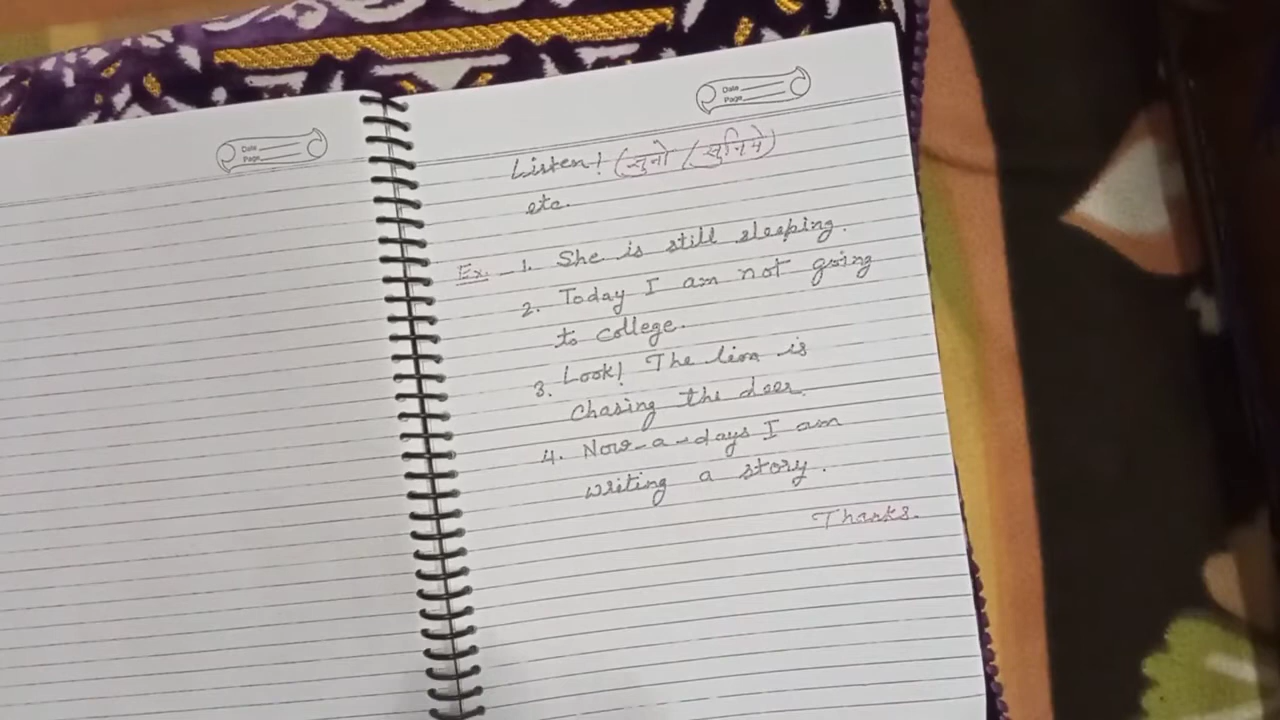 Date
Page
Date
Page
Listen! (सुनो / सुनिये)
etc.
Ex. - 1. She is still sleeping.
2. Today I am not going
to college.
3. Look! The lion is
chasing the deer.
4. Now-a-days I am
writing a story.
Thanks.